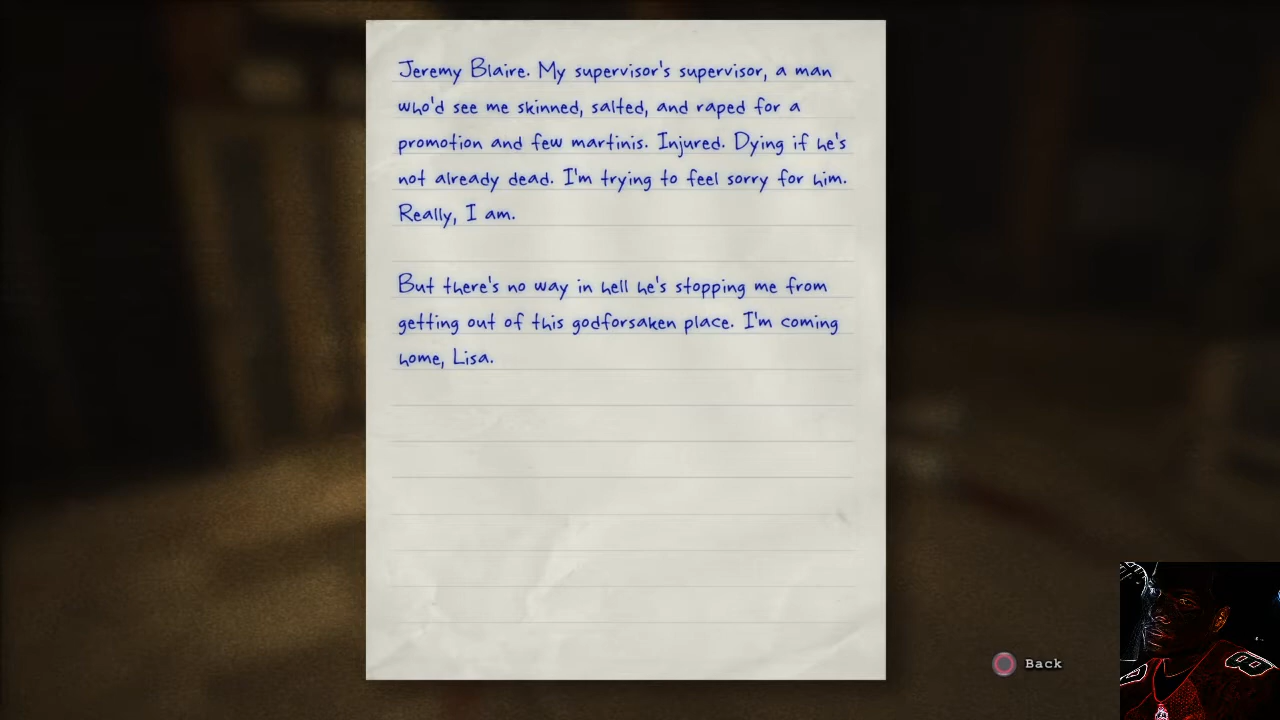 Jeremy Blaire. My supervisor's supervisor, a man
who'd see me skinned, salted, and raped for a
promotion and few martinis. Injured. Dying if he's
not already dead. I'm trying to feel sorry for him.
Really, I am.
But there's no way in hell he's stopping me from
getting out of this godforsaken place. I'm coming
home, Lisa.
Back